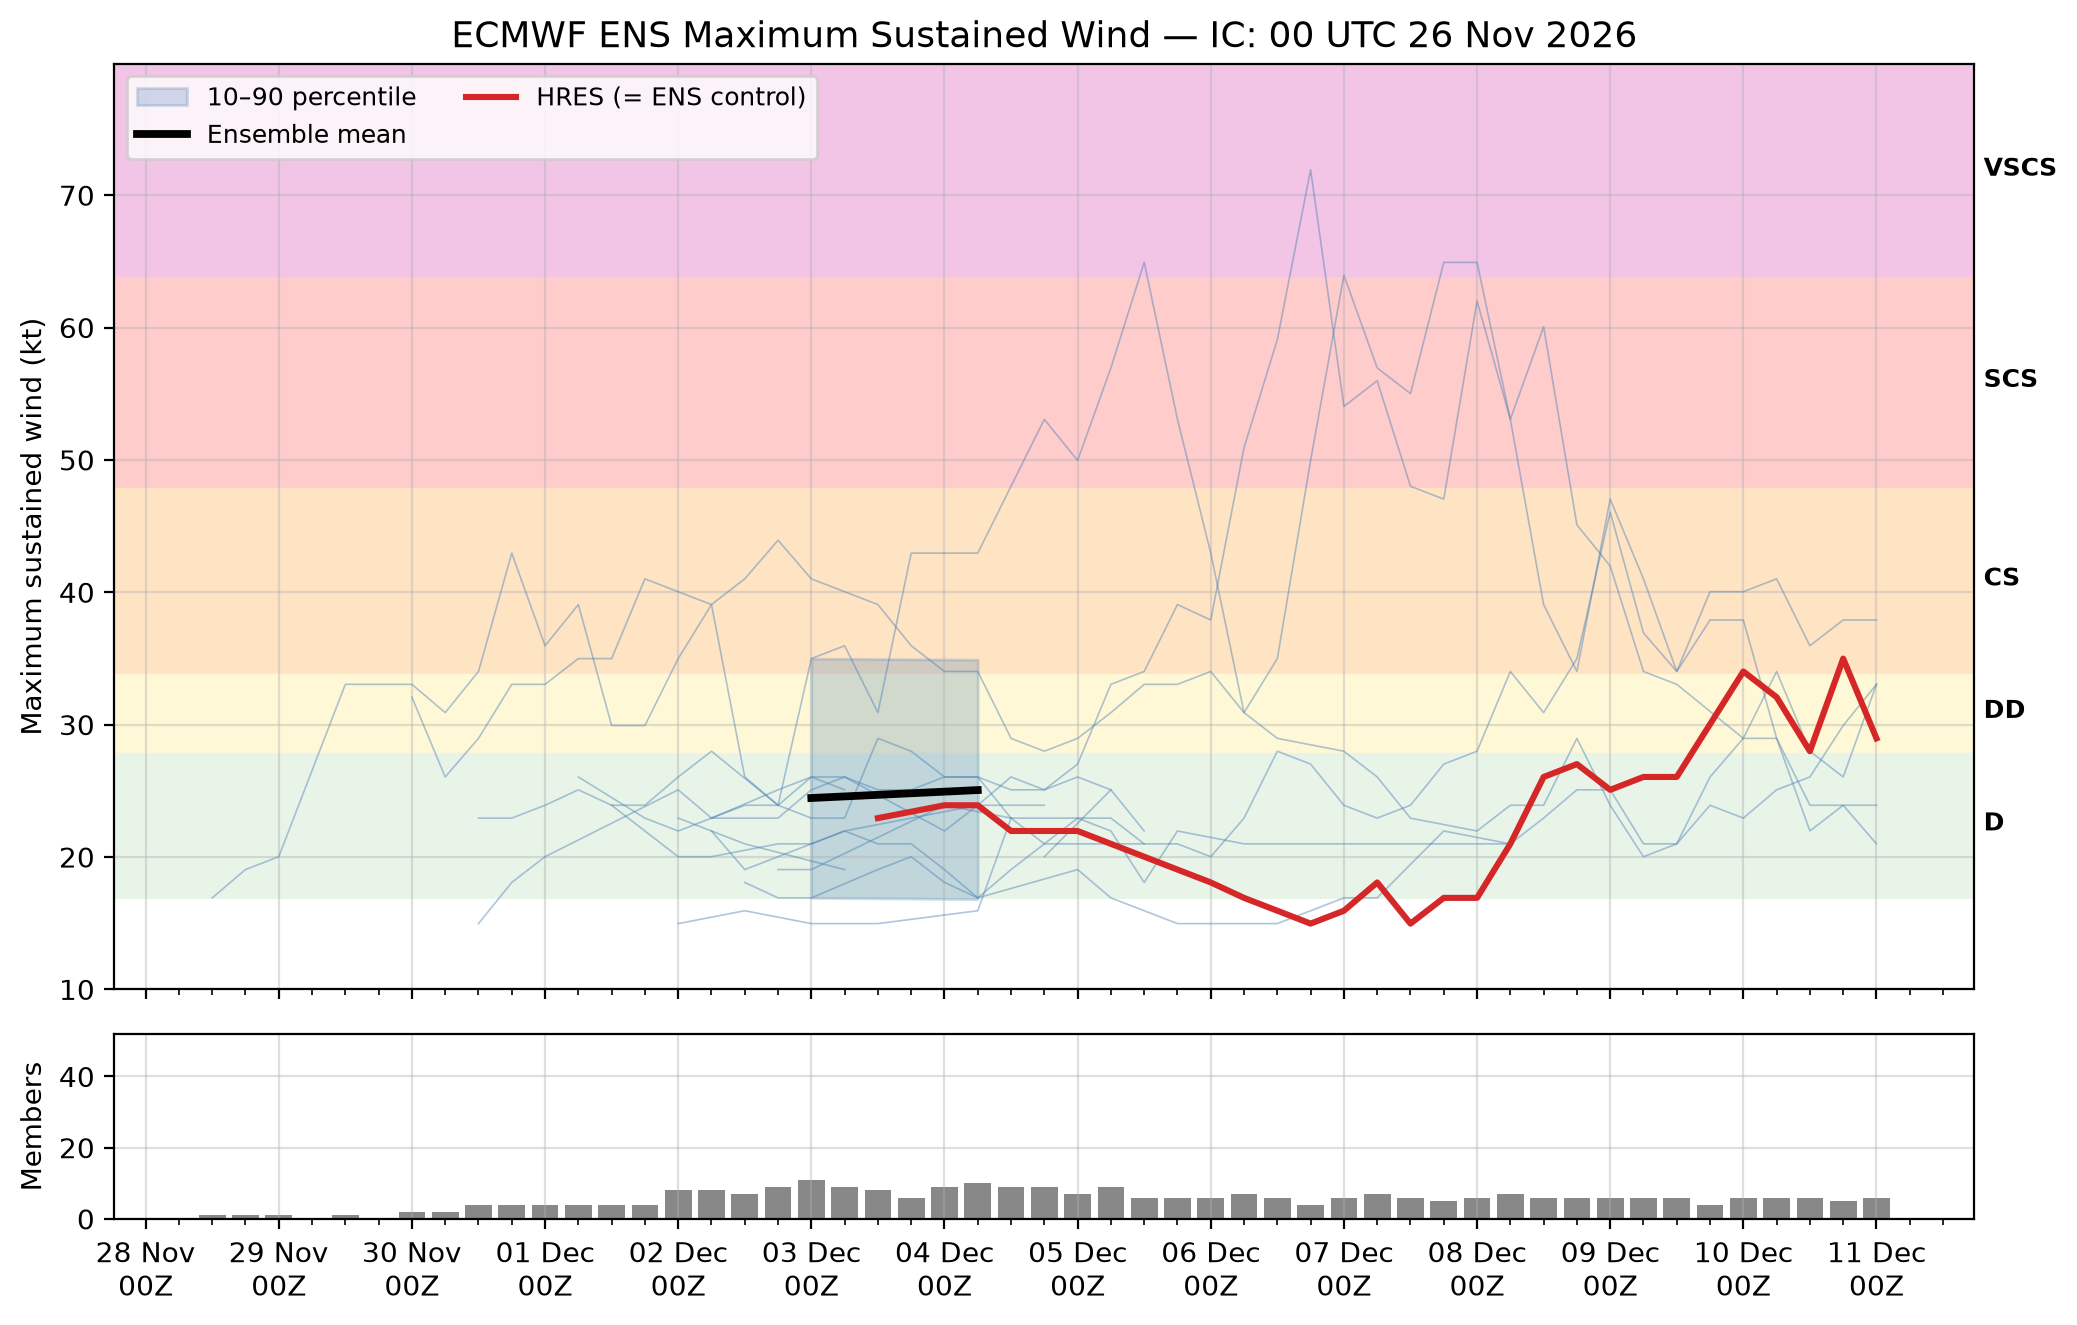 ECMWF ENS Maximum Sustained Wind — IC: 00 UTC 26 Nov 2026
10–90 percentile
Ensemble mean
HRES (= ENS control)
Maximum sustained wind (kt)
70
60
50
40
30
20
10
VSCS
SCS
CS
DD
D
Members
40
20
0
28 Nov 29 Nov 30 Nov 01 Dec 02 Dec 03 Dec 04 Dec 05 Dec 06 Dec 07 Dec 08 Dec 09 Dec 10 Dec 11 Dec
00Z 00Z 00Z 00Z 00Z 00Z 00Z 00Z 00Z 00Z 00Z 00Z 00Z 00Z